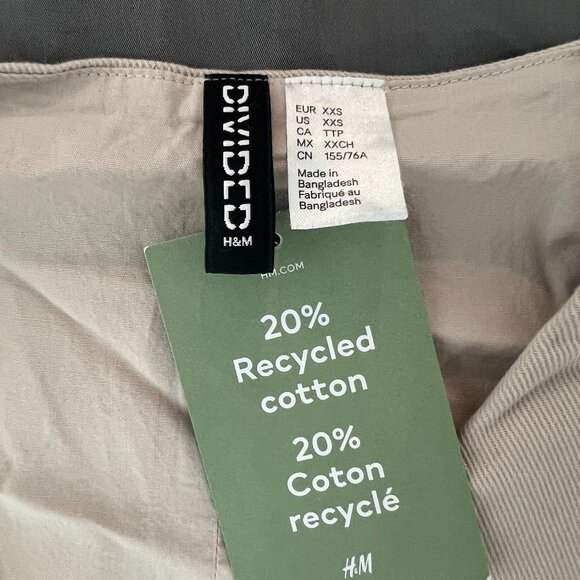 DIVIDED
H&M
EUR XXS
US XXS
CA TTP
MX XXCH
CN 155/76A
Made in
Bangladesh
Fabriqué au
Bangladesh
HM.COM
20%
Recycled
cotton
20%
Coton
recyclé
H&M